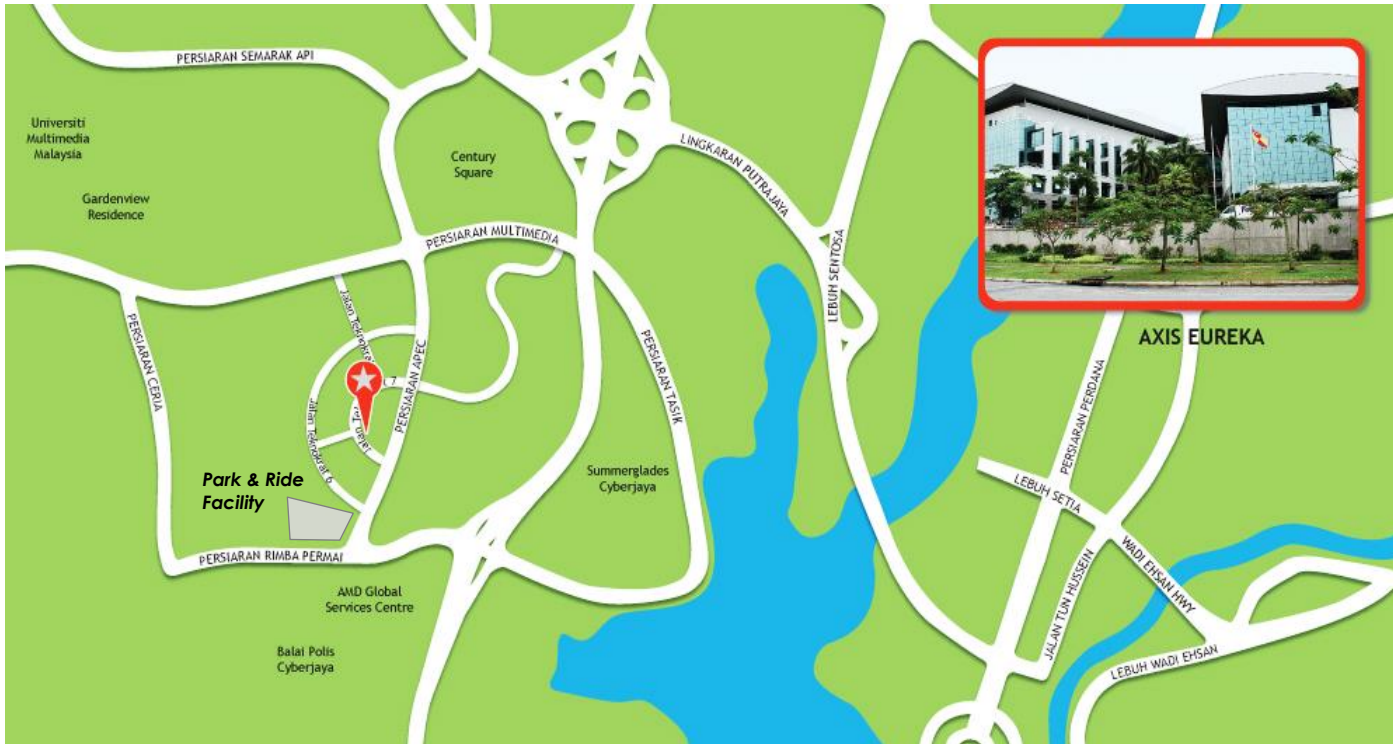 PERSIARAN SEMARAK API
Universiti
Multimedia
Malaysia
Gardenview
Residence
Century
Square
LINGKARAN PUTRAJAYA
PERSIARAN MULTIMEDIA
LEBUH SENTOSA
AXIS EUREKA
Jalan Teknokrat
7
PERSIARAN CERIA
PERSIARAN APEC
PERSIARAN TASIK
PERSIARAN PERDANA
Jalan
Jalan Teknokrat 6
Park & Ride
Facility
Summerglades
Cyberjaya
LEBUH SETIA
WADI EHSAN HWY
JALAN TUN HUSSEIN
LEBUH WADI EHSAN
PERSIARAN RIMBA PERMAI
AMD Global
Services Centre
Balai Polis
Cyberjaya